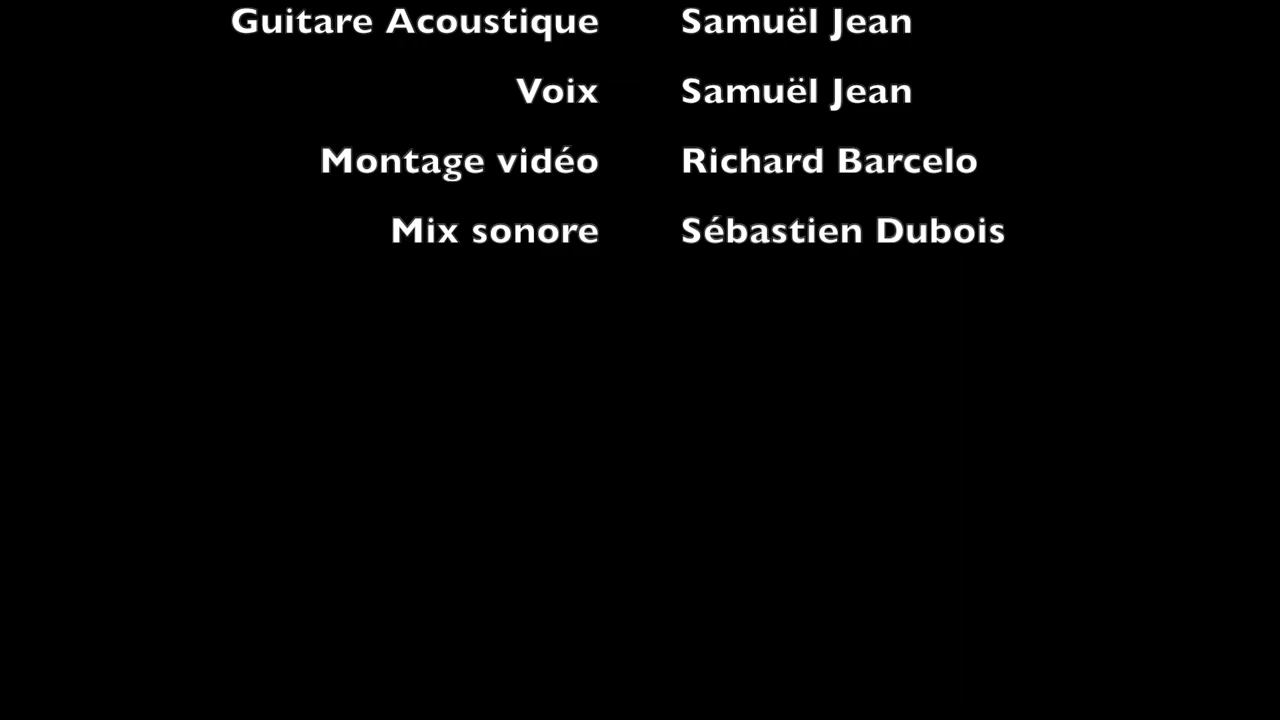 Guitare Acoustique Samuël Jean
Voix Samuël Jean
Montage vidéo Richard Barcelo
Mix sonore Sébastien Dubois